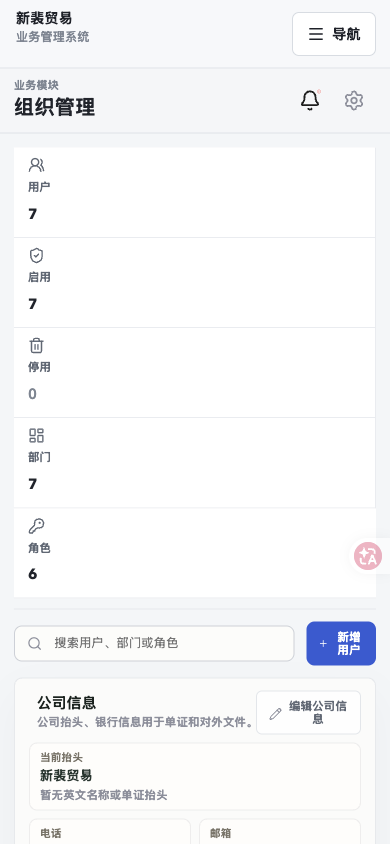 新裴贸易
业务管理系统
导航
业务模块
组织管理
用户
7
启用
7
停用
0
部门
7
角色
6
搜索用户、部门或角色
+ 新增
用户
公司信息
公司抬头、银行信息用于单证和对外文件。
编辑公司信
息
当前抬头
新裴贸易
暂无英文名称或单证抬头
电话
邮箱